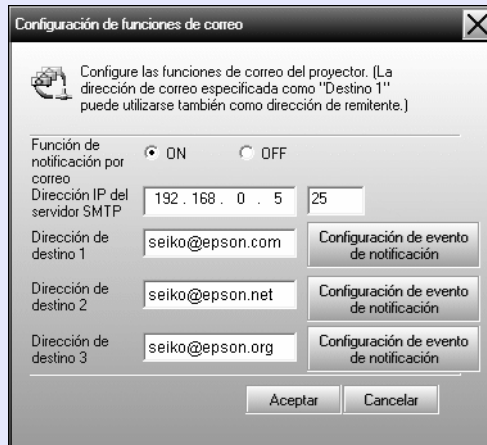 Configuración de funciones de correo
Configure las funciones de correo del proyector. (La
dirección de correo especificada como "Destino 1"
puede utilizarse también como dirección de remitente.)
Función de
notificación por
correo
ON
OFF
Dirección IP del
servidor SMTP
192 . 168 . 0 . 5
25
Dirección de
destino 1
seiko@epson.com
Configuración de evento
de notificación
Dirección de
destino 2
seiko@epson.net
Configuración de evento
de notificación
Dirección de
destino 3
seiko@epson.org
Configuración de evento
de notificación
Aceptar
Cancelar